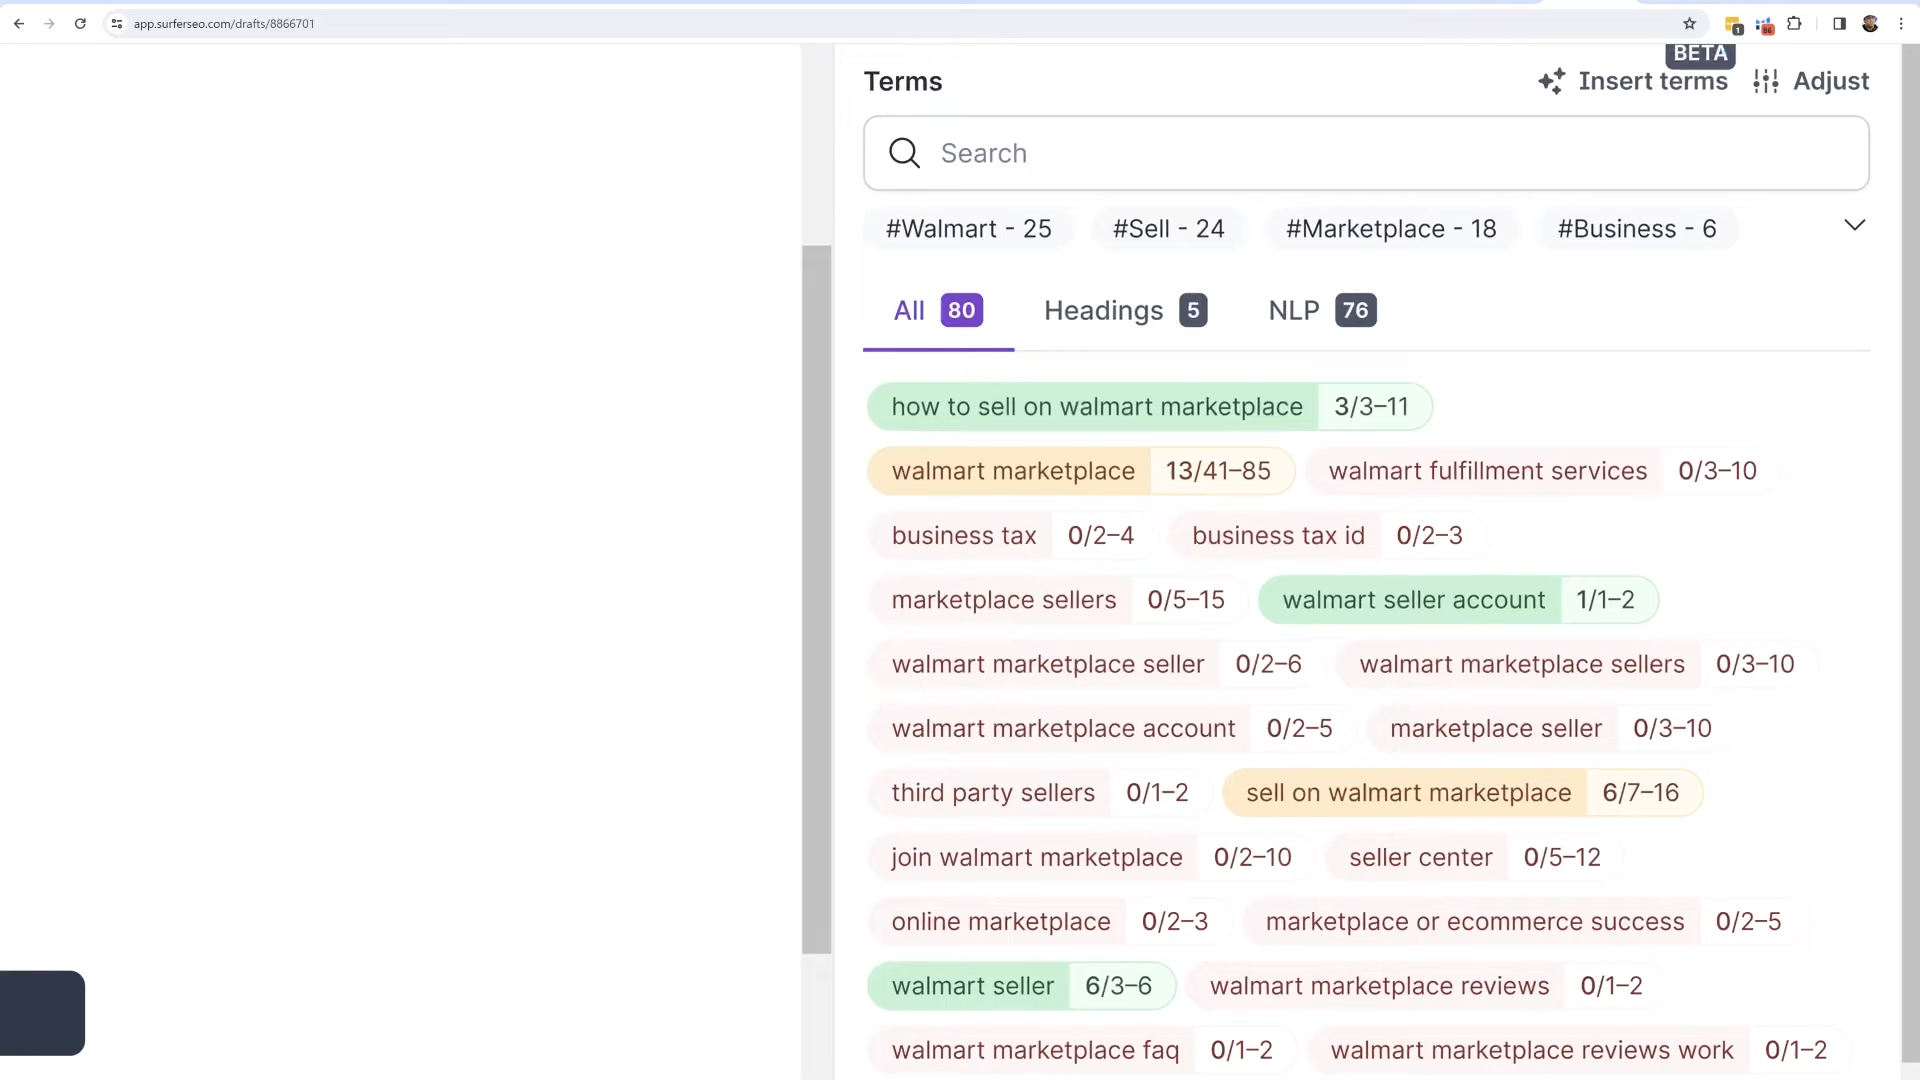 app.surferseo.com/drafts/8866701
1
86
BETA
Terms
Insert terms
Adjust
Search
#Walmart - 25 #Sell - 24 #Marketplace - 18 #Business - 6
All 80 Headings 5 NLP 76
how to sell on walmart marketplace 3/3–11
walmart marketplace 13/41–85 walmart fulfillment services 0/3–10
business tax 0/2–4 business tax id 0/2–3
marketplace sellers 0/5–15 walmart seller account 1/1–2
walmart marketplace seller 0/2–6 walmart marketplace sellers 0/3–10
walmart marketplace account 0/2–5 marketplace seller 0/3–10
third party sellers 0/1–2 sell on walmart marketplace 6/7–16
join walmart marketplace 0/2–10 seller center 0/5–12
online marketplace 0/2–3 marketplace or ecommerce success 0/2–5
walmart seller 6/3–6 walmart marketplace reviews 0/1–2
walmart marketplace faq 0/1–2 walmart marketplace reviews work 0/1–2